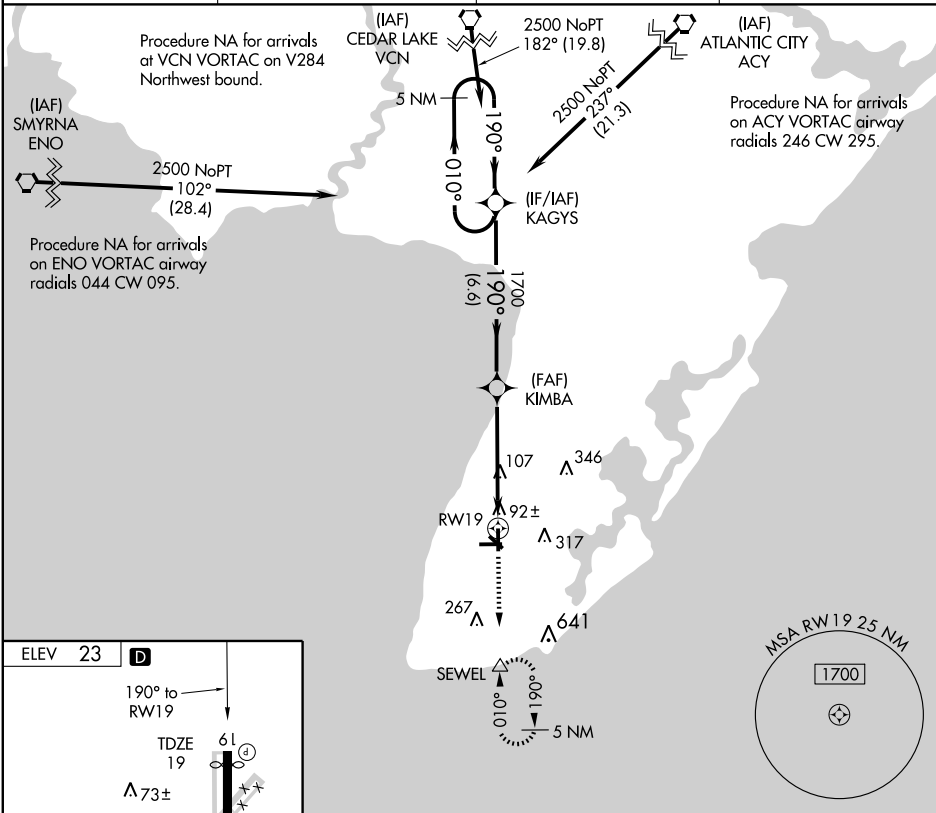 (IAF)
CEDAR LAKE
VCN
2500 NoPT
182° (19.8)
(IAF)
ATLANTIC CITY
ACY
Procedure NA for arrivals
at VCN VORTAC on V284
Northwest bound.
5 NM
2500 NoPT
237°
(21.3)
Procedure NA for arrivals
on ACY VORTAC airway
radials 246 CW 295.
(IAF)
SMYRNA
ENO
2500 NoPT
102°
(28.4)
190°
010°
(IF/IAF)
KAGYS
Procedure NA for arrivals
on ENO VORTAC airway
radials 044 CW 095.
1700
190°
(6.6)
(FAF)
KIMBA
107
346
92±
RW19
317
267
641
SEWEL
010°
190°
5 NM
MSA RW19 25 NM
1700
ELEV 23
D
190° to
RW19
TDZE
19
19
P
73±
X X
X